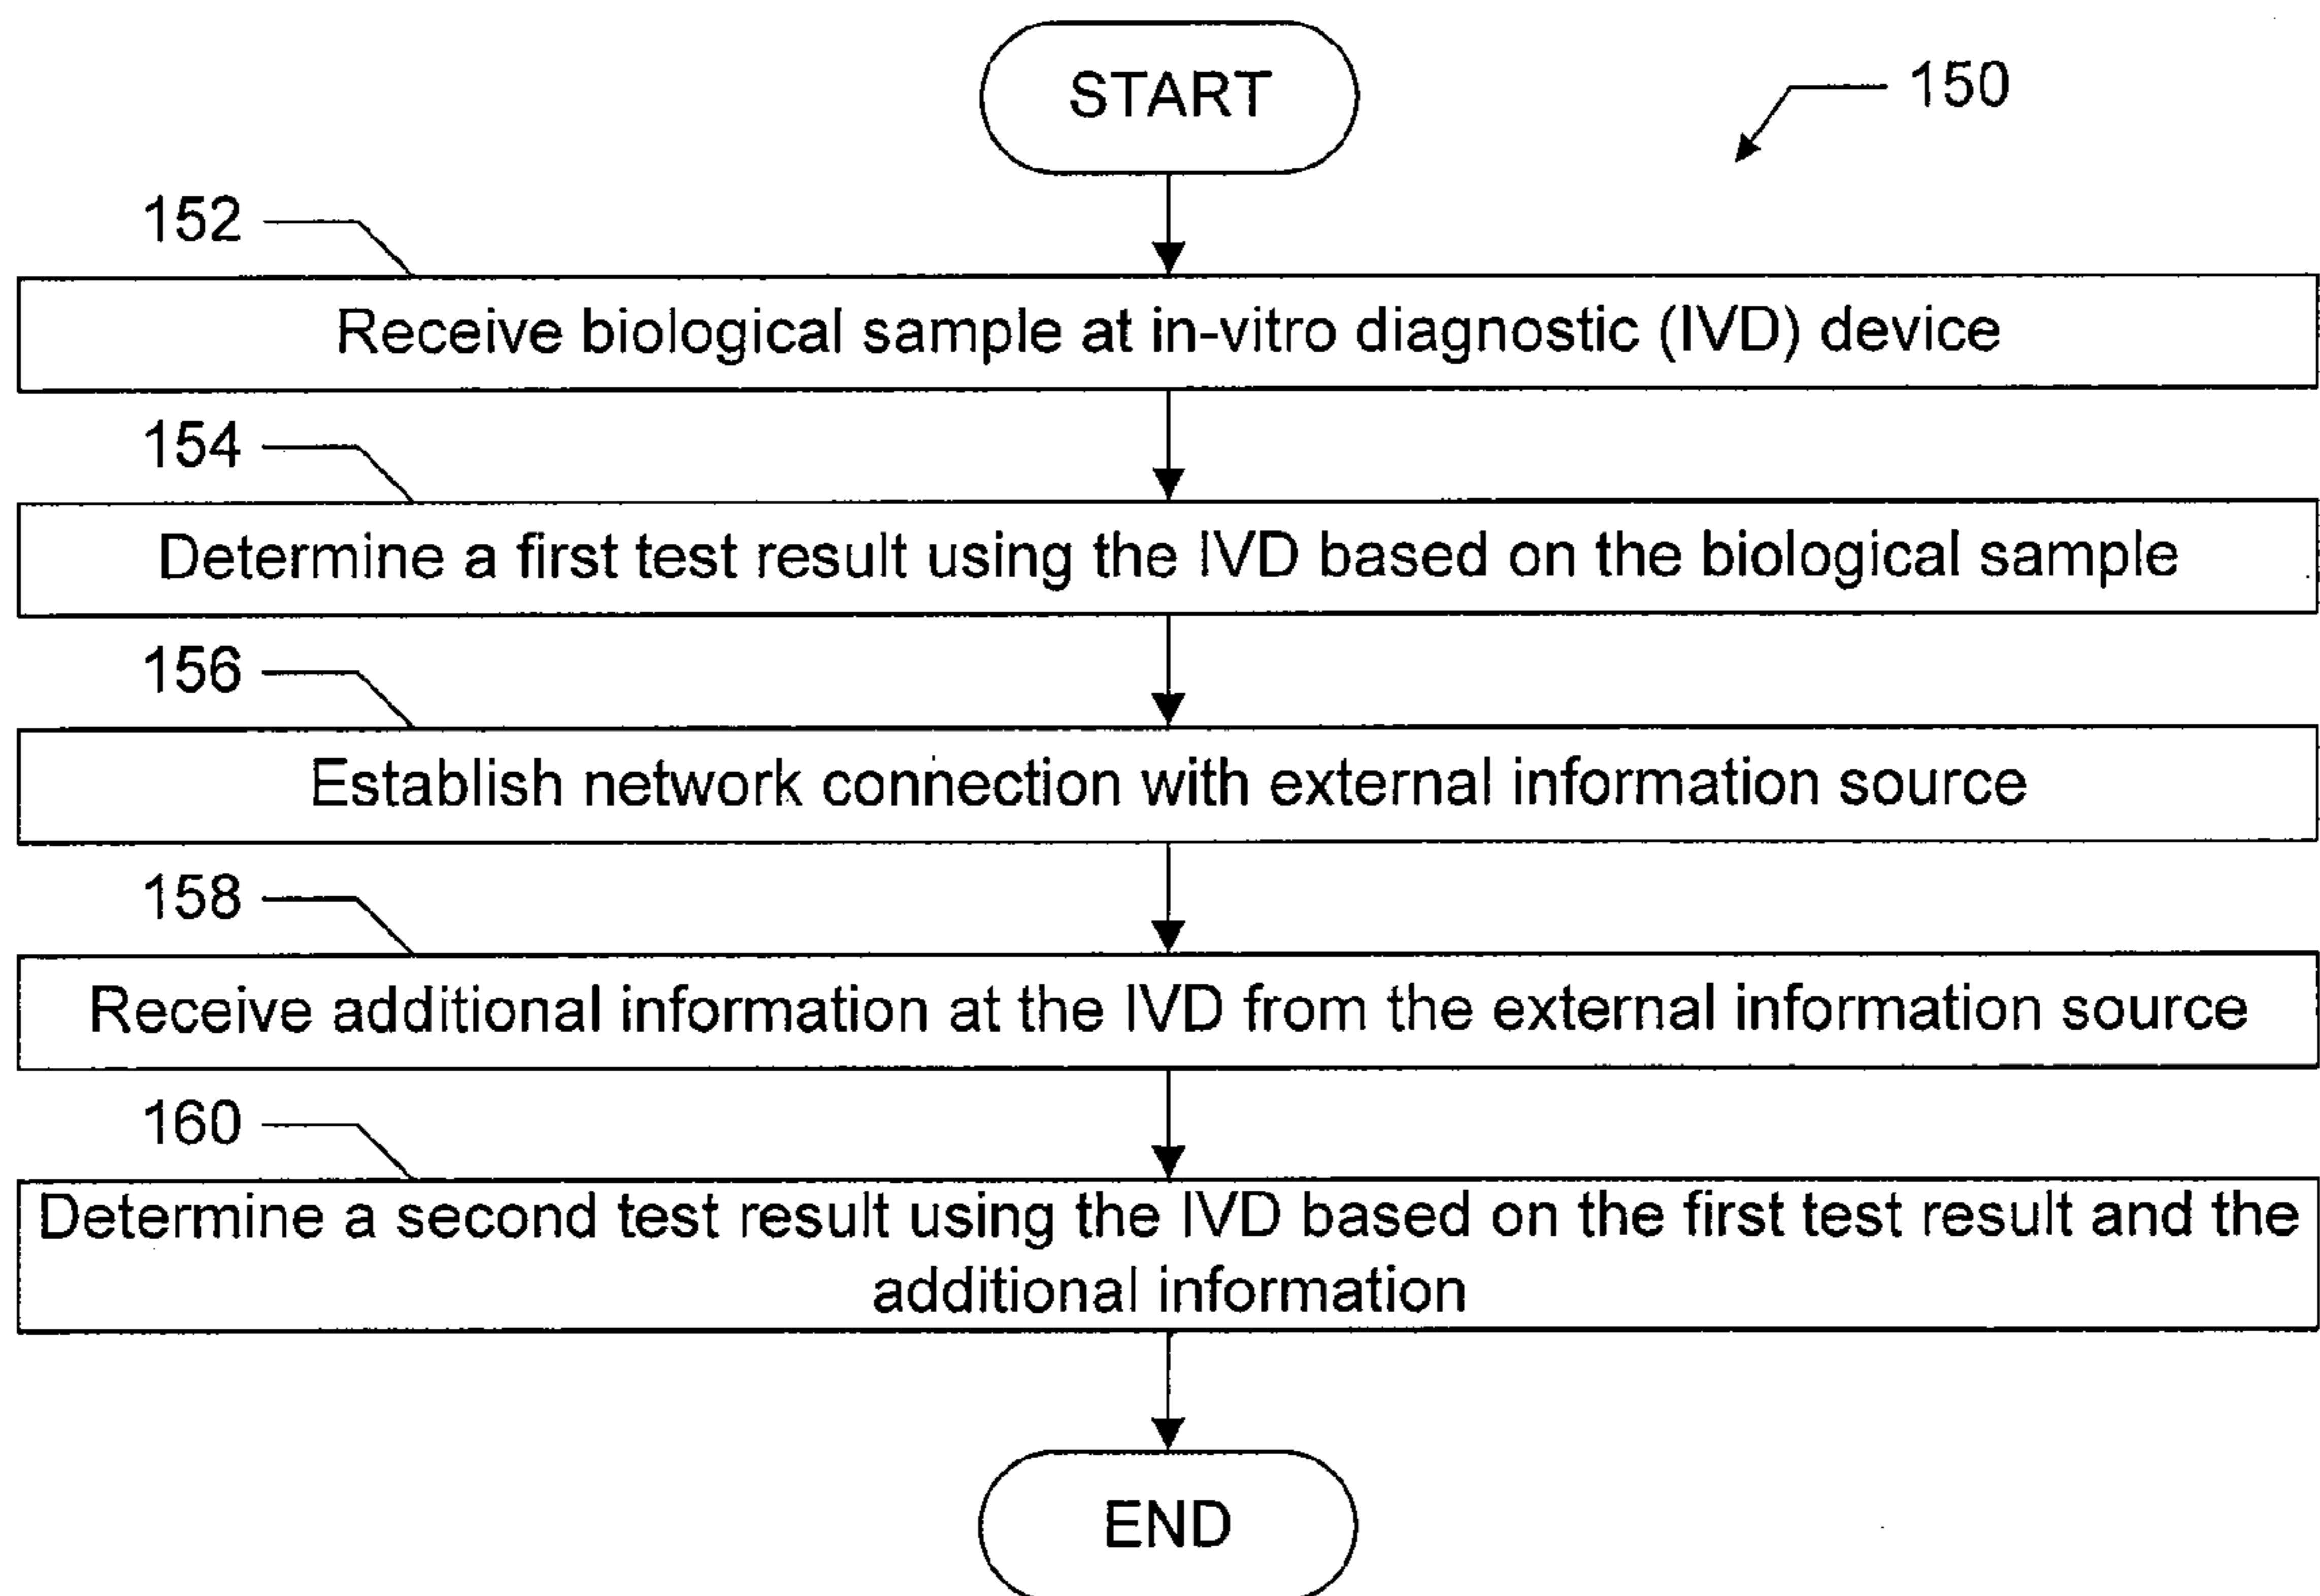 START
150
152
Receive biological sample at in-vitro diagnostic (IVD) device
154
Determine a first test result using the IVD based on the biological sample
156
Establish network connection with external information source
158
Receive additional information at the IVD from the external information source
160
Determine a second test result using the IVD based on the first test result and the
additional information
END